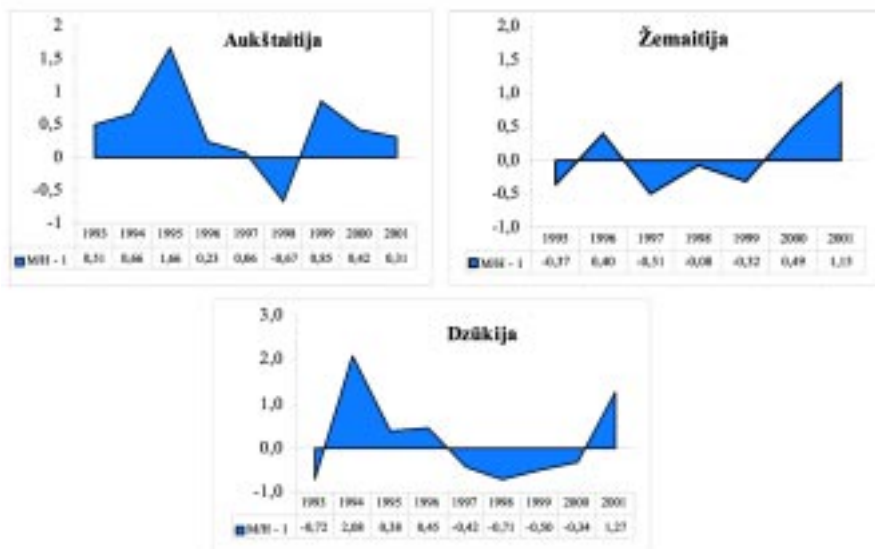 Aukštaitija
2
1,5
1
0,5
0
-0,5
-1
1993 1994 1995 1996 1997 1998 1999 2000 2001
M/H - 1 0,51 0,66 1,66 0,23 0,06 -0,67 0,85 0,42 0,31
Žemaitija
2,0
1,5
1,0
0,5
0,0
-0,5
-1,0
1995 1996 1997 1998 1999 2000 2001
M/H - 1 -0,37 0,40 -0,51 -0,08 -0,32 0,49 1,15
Dzūkija
3,0
2,0
1,0
0,0
-1,0
1993 1994 1995 1996 1997 1998 1999 2000 2001
M/H - 1 -0,72 2,08 0,38 0,45 -0,42 -0,71 -0,50 -0,34 1,27